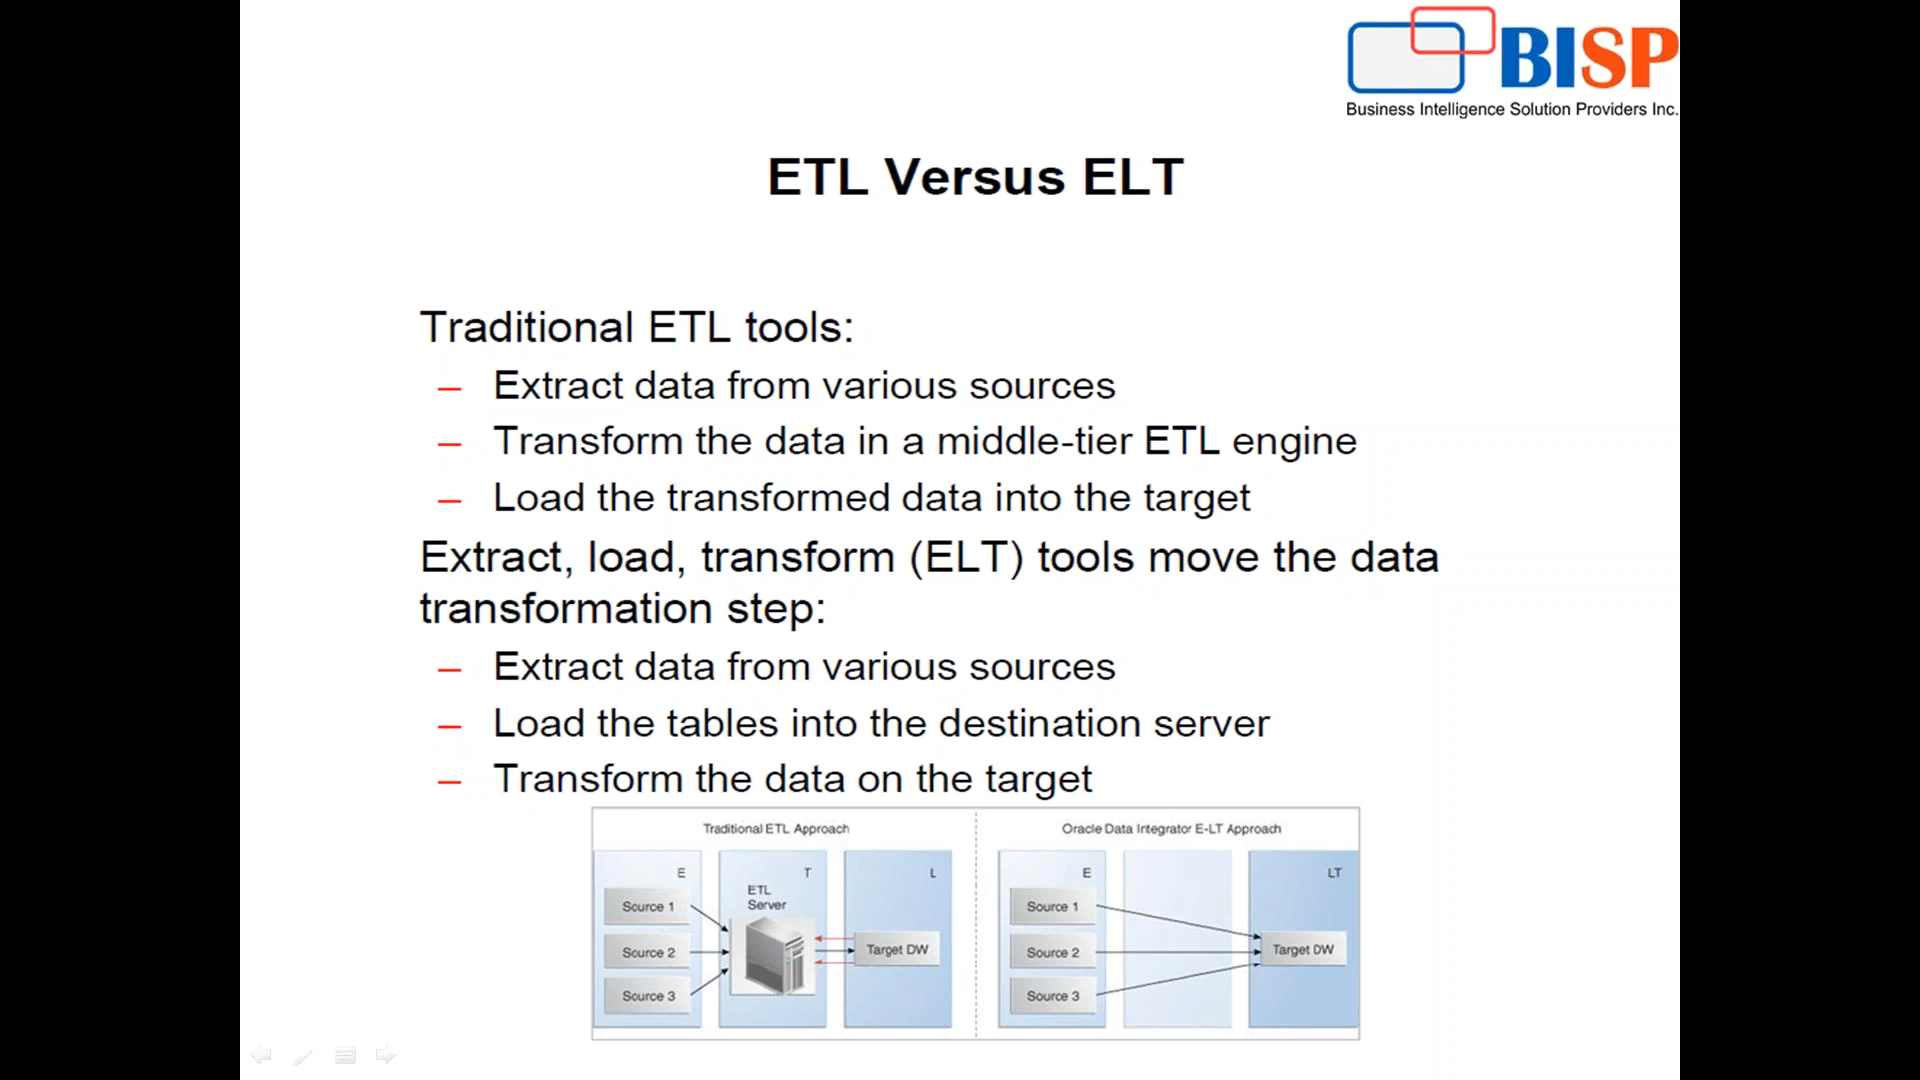 BISP
Business Intelligence Solution Providers Inc.
ETL Versus ELT
Traditional ETL tools:
– Extract data from various sources
– Transform the data in a middle-tier ETL engine
– Load the transformed data into the target
Extract, load, transform (ELT) tools move the data
transformation step:
– Extract data from various sources
– Load the tables into the destination server
– Transform the data on the target
Traditional ETL Approach
E
T
L
ETL
Server
Source 1
Source 2
Source 3
Target DW
Oracle Data Integrator E-LT Approach
E
LT
Source 1
Source 2
Source 3
Target DW